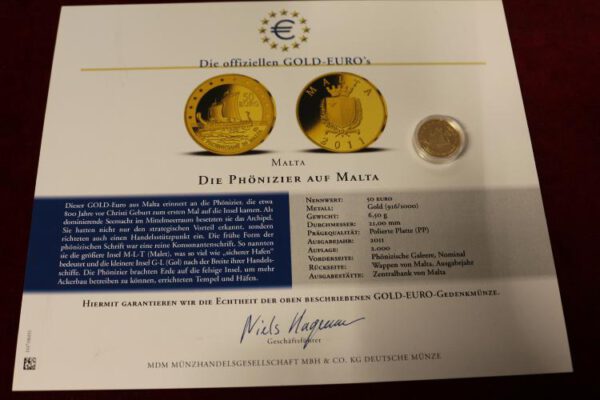 Die offiziellen GOLD-EURO's
50
EURO
MALTA
2011
MALTA
DIE PHÖNIZIER AUF MALTA
Dieser GOLD-Euro aus Malta erinnert an die Phönizier, die etwa
800 Jahre vor Christi Geburt zum ersten Mal auf die Insel kamen. Als
dominierende Seemacht im Mittelmeerraum besetzten sie das Archipel.
Sie hatten nicht nur den strategischen Vorteil erkannt, sondern
richteten auch einen Handelsstützpunkt ein. Die frühe Form der
phönizischen Schrift war eine reine Konsonantenschrift. So nannten
sie die größere Insel M-L-T (Malet), was so viel wie „sicherer Hafen"
bedeutet und die kleinere Insel G-L (Gol) nach der Breite ihrer Handels-
schiffe. Die Phönizier brachten Erde auf die felsige Insel, um mehr
Ackerbau betreiben zu können, errichteten Tempel und Häfen.
NENNWERT: 50 EURO
METALL: Gold (916/1000)
GEWICHT: 6,50 g
DURCHMESSER: 21,00 mm
PRÄGEQUALITÄT: Polierte Platte (PP)
AUSGABEJAHR: 2011
AUFLAGE: 2.000
VORDERSEITE: Phönizische Galeere, Nominal
RÜCKSEITE: Wappen von Malta, Ausgabejahr
AUSGABESTÄTTE: Zentralbank von Malta
HIERMIT GARANTIEREN WIR DIE ECHTHEIT DER OBEN BESCHRIEBENEN GOLD-EURO-GEDENKMÜNZE.
Geschäftsführer
MDM MÜNZHANDELSGESELLSCHAFT MBH & CO. KG DEUTSCHE MÜNZE